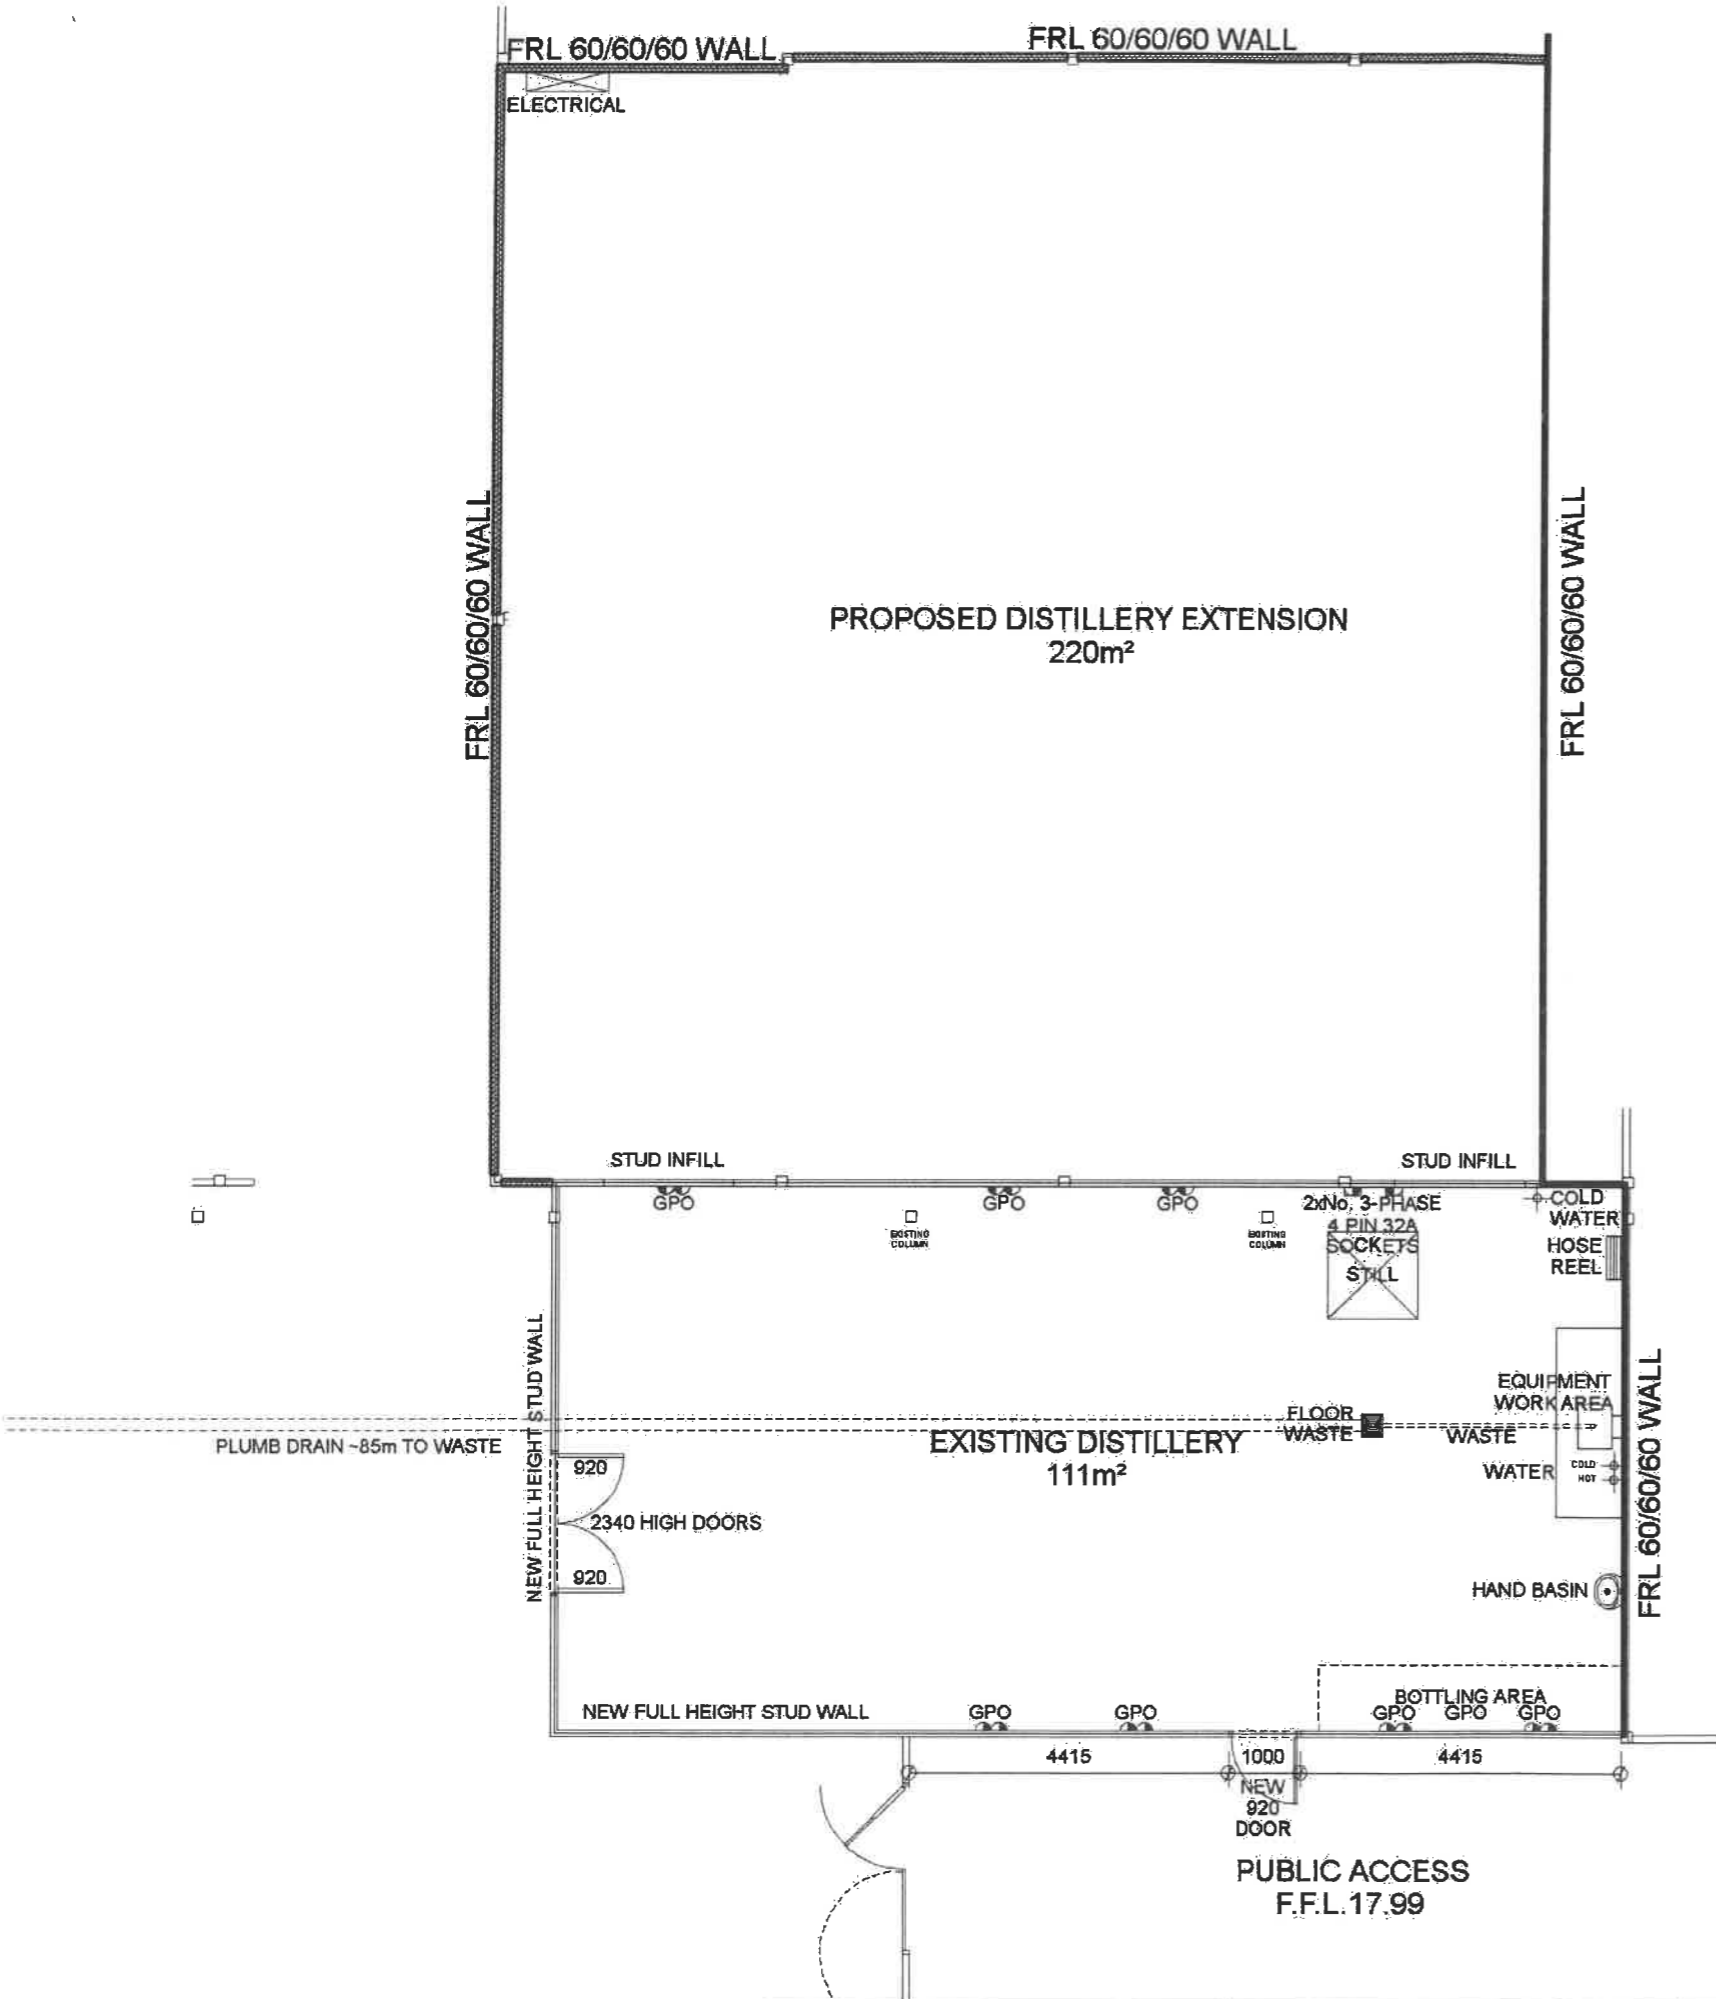 FRL 60/60/60 WALL
FRL 60/60/60 WALL
ELECTRICAL
FRL 60/60/60 WALL
FRL 60/60/60 WALL
PROPOSED DISTILLERY EXTENSION
220m²
STUD INFILL
STUD INFILL
GPO
GPO
GPO
2xNo. 3-PHASE
4 PIN 32A
SOCKETS
STILL
COLD
WATER
HOSE
REEL
EXISTING
COLUMN
EXISTING
COLUMN
NEW FULL HEIGHT STUD WALL
EQUIPMENT
WORK AREA
FLOOR
WASTE
WASTE
PLUMB DRAIN ~85m TO WASTE
EXISTING DISTILLERY
111m²
WATER
COLD
HOT
FRL 60/60/60 WALL
920
2340 HIGH DOORS
920
HAND BASIN
BOTTLING AREA
NEW FULL HEIGHT STUD WALL
GPO
GPO
GPO
GPO
GPO
4415
1000
4415
NEW
920
DOOR
PUBLIC ACCESS
F.F.L.17.99